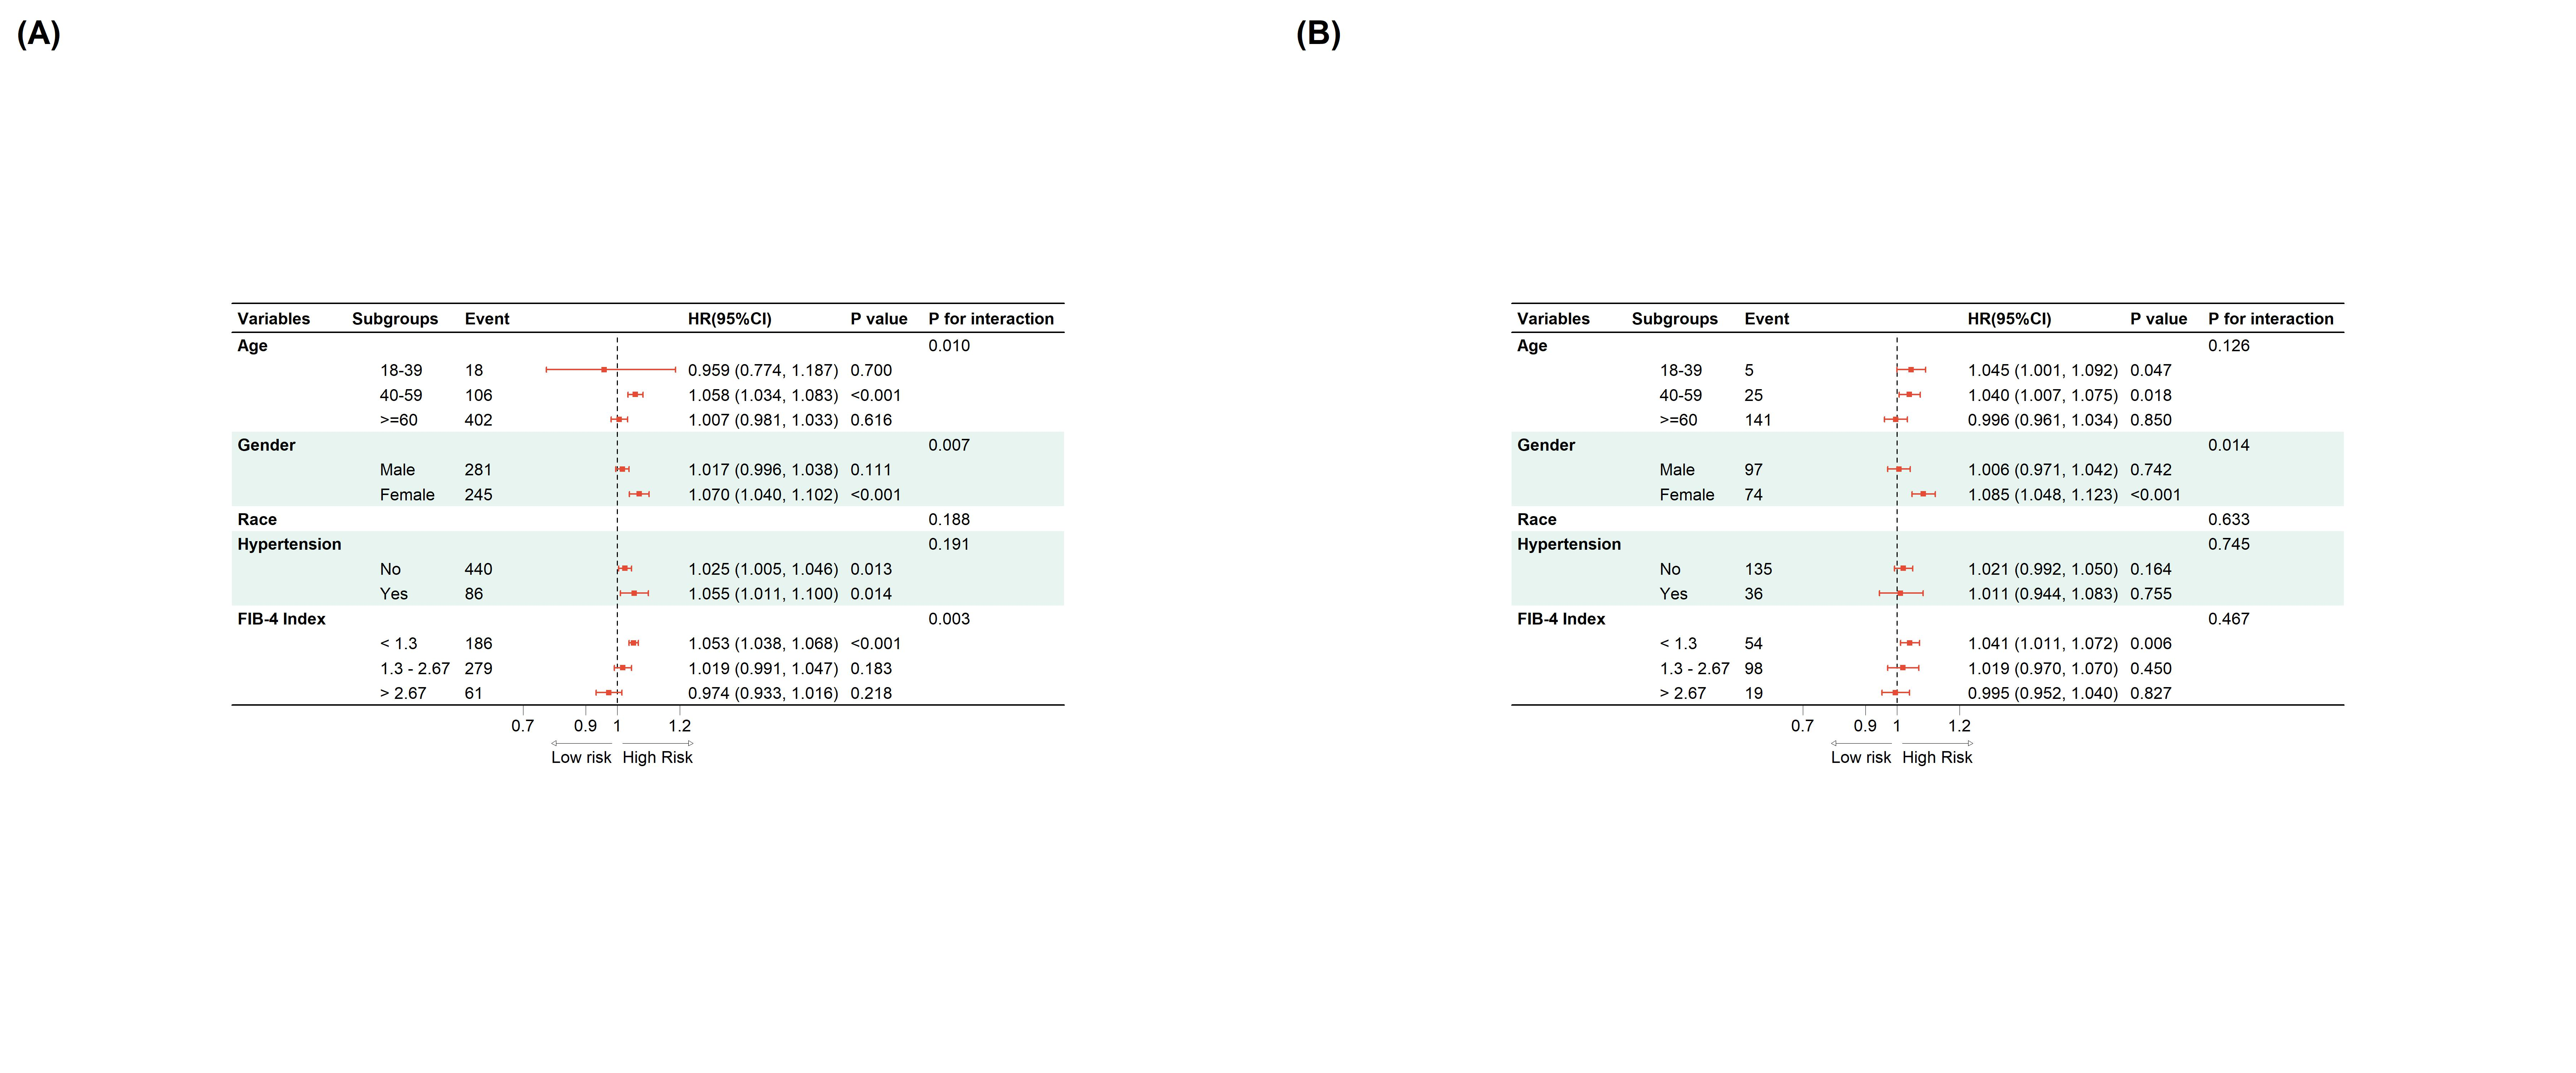 (A)
Variables Subgroups Event HR(95%CI) P value P for interaction
Age 0.010
18-39 18 0.959 (0.774, 1.187) 0.700
40-59 106 1.058 (1.034, 1.083) <0.001
>=60 402 1.007 (0.981, 1.033) 0.616
Gender 0.007
Male 281 1.017 (0.996, 1.038) 0.111
Female 245 1.070 (1.040, 1.102) <0.001
Race 0.188
Hypertension 0.191
No 440 1.025 (1.005, 1.046) 0.013
Yes 86 1.055 (1.011, 1.100) 0.014
FIB-4 Index 0.003
< 1.3 186 1.053 (1.038, 1.068) <0.001
1.3 - 2.67 279 1.019 (0.991, 1.047) 0.183
> 2.67 61 0.974 (0.933, 1.016) 0.218
0.7 0.9 1 1.2
Low risk High Risk
(B)
Variables Subgroups Event HR(95%CI) P value P for interaction
Age 0.126
18-39 5 1.045 (1.001, 1.092) 0.047
40-59 25 1.040 (1.007, 1.075) 0.018
>=60 141 0.996 (0.961, 1.034) 0.850
Gender 0.014
Male 97 1.006 (0.971, 1.042) 0.742
Female 74 1.085 (1.048, 1.123) <0.001
Race 0.633
Hypertension 0.745
No 135 1.021 (0.992, 1.050) 0.164
Yes 36 1.011 (0.944, 1.083) 0.755
FIB-4 Index 0.467
< 1.3 54 1.041 (1.011, 1.072) 0.006
1.3 - 2.67 98 1.019 (0.970, 1.070) 0.450
> 2.67 19 0.995 (0.952, 1.040) 0.827
0.7 0.9 1 1.2
Low risk High Risk